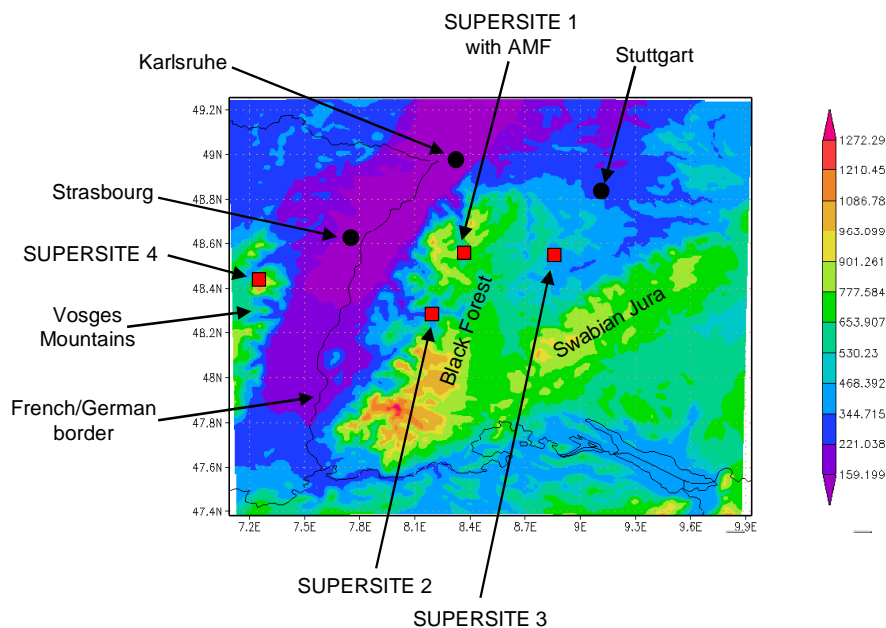 SUPERSITE 1
with AMF
Karlsruhe
Stuttgart
Strasbourg
SUPERSITE 4
Vosges
Mountains
French/German
border
Black Forest
Swabian Jura
SUPERSITE 2
SUPERSITE 3
49.2N
49N
48.8N
48.6N
48.4N
48.2N
48N
47.8N
47.6N
47.4N
7.2E
7.5E
7.8E
8.1E
8.4E
8.7E
9E
9.3E
9.6E
9.9E
1272.29
1210.45
1086.78
963.099
901.261
777.584
653.907
530.23
468.392
344.715
221.038
159.199